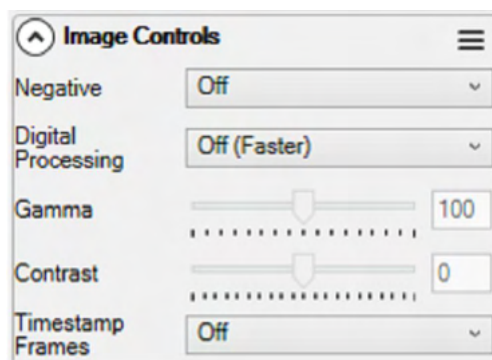 Image Controls
Negative
Off
Digital
Processing
Off (Faster)
Gamma
100
Contrast
0
Timestamp
Frames
Off